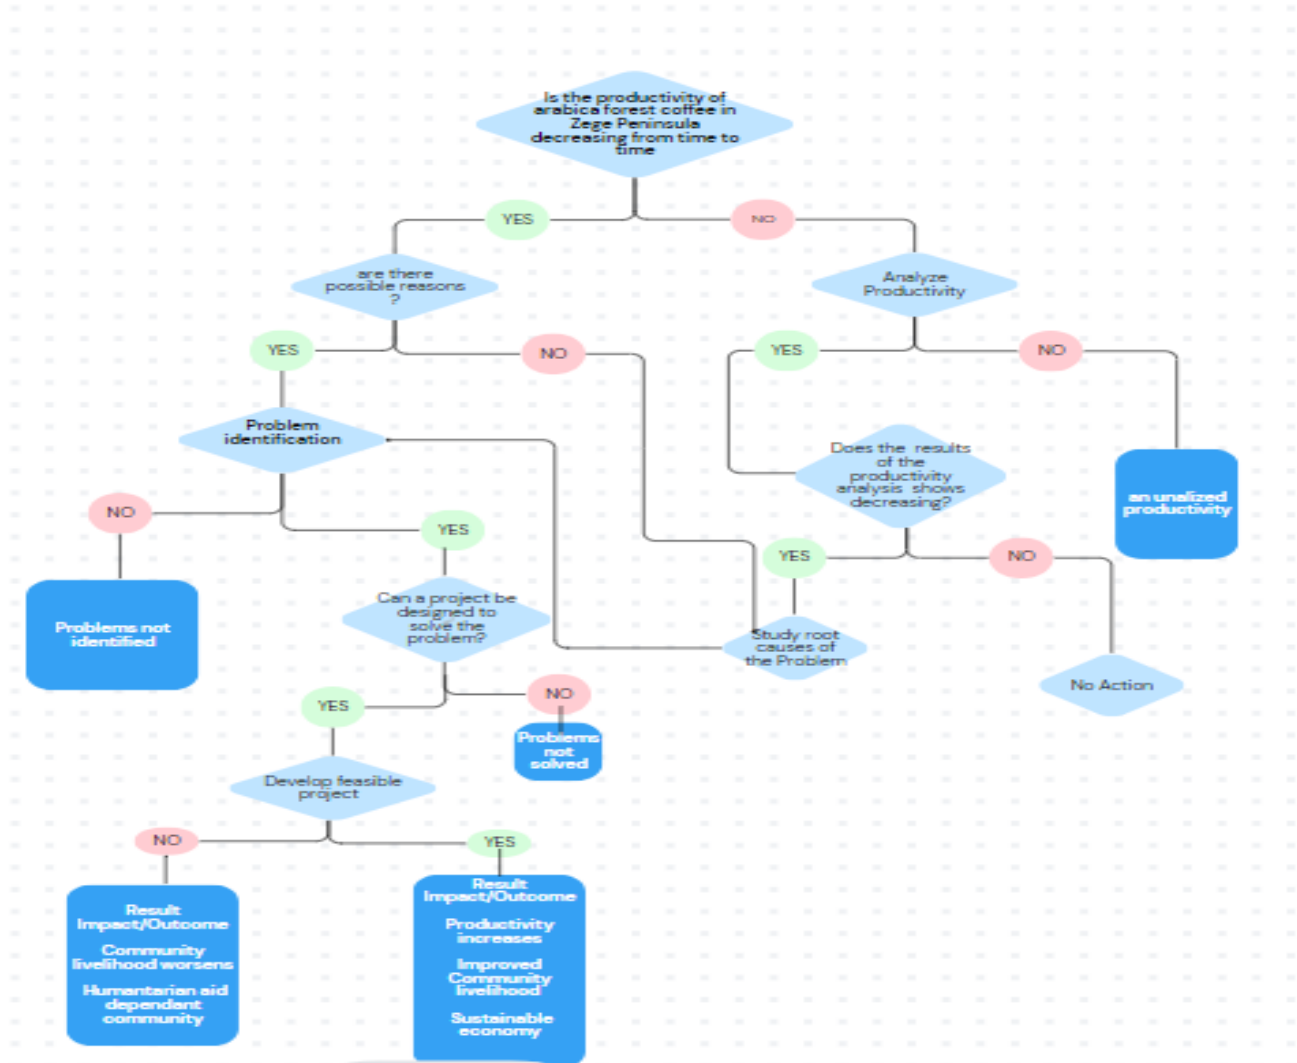 Is the productivity of
arabica forest coffee in
Zege Peninsula
decreasing from time to
time
YES
NO
are there
possible reasons
?
Analyze
Productivity
YES
NO
YES
NO
Problem
identification
Does the results
of the
productivity
analysis shows
decreasing?
an unalized
productivity
NO
YES
YES
NO
Can a project be
designed to
solve the
problem?
Problems not
identified
Study root
causes of
the Problem
No Action
YES
NO
Problems
not
solved
Develop feasible
project
NO
YES
Result
Impact/Outcome
Community
livelihood worsens
Humantarian aid
dependant
community
Result
Impact/Outcome
Productivity
increases
Improved
Community
livelihood
Sustainable
economy